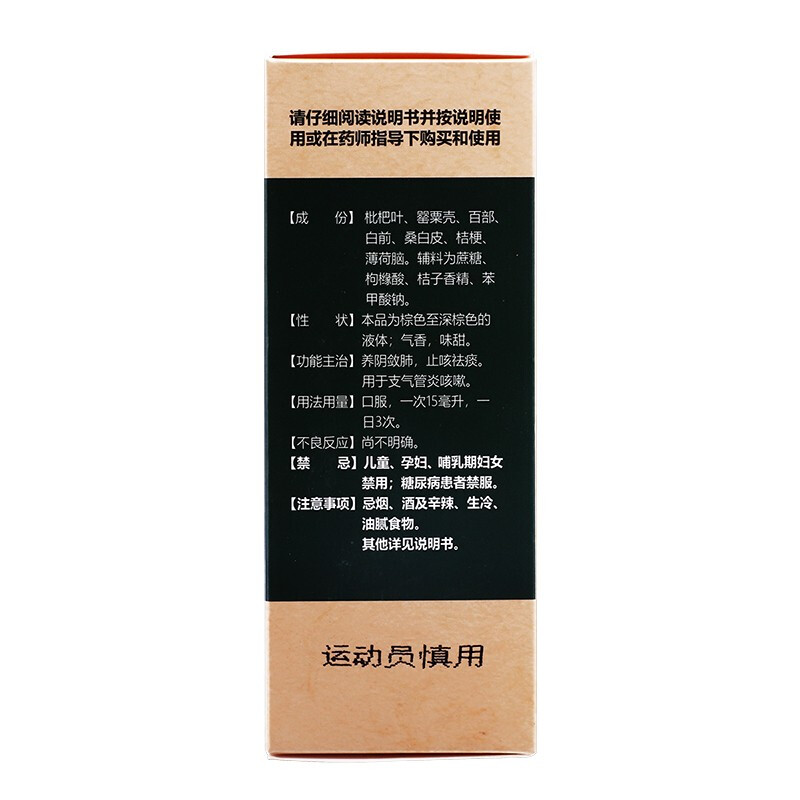 请仔细阅读说明书并按说明使
用或在药师指导下购买和使用
【成 份】枇杷叶、罂粟壳、百部、
白前、桑白皮、桔梗、
薄荷脑。辅料为蔗糖、
枸橼酸、桔子香精、苯
甲酸钠。
【性 状】本品为棕色至深棕色的
液体；气香，味甜。
【功能主治】养阴敛肺，止咳祛痰。
用于支气管炎咳嗽。
【用法用量】口服，一次15毫升，一
日3次。
【不良反应】尚不明确。
【禁 忌】儿童、孕妇、哺乳期妇女
禁用；糖尿病患者禁服。
【注意事项】忌烟、酒及辛辣、生冷、
油腻食物。
其他详见说明书。
运动员慎用